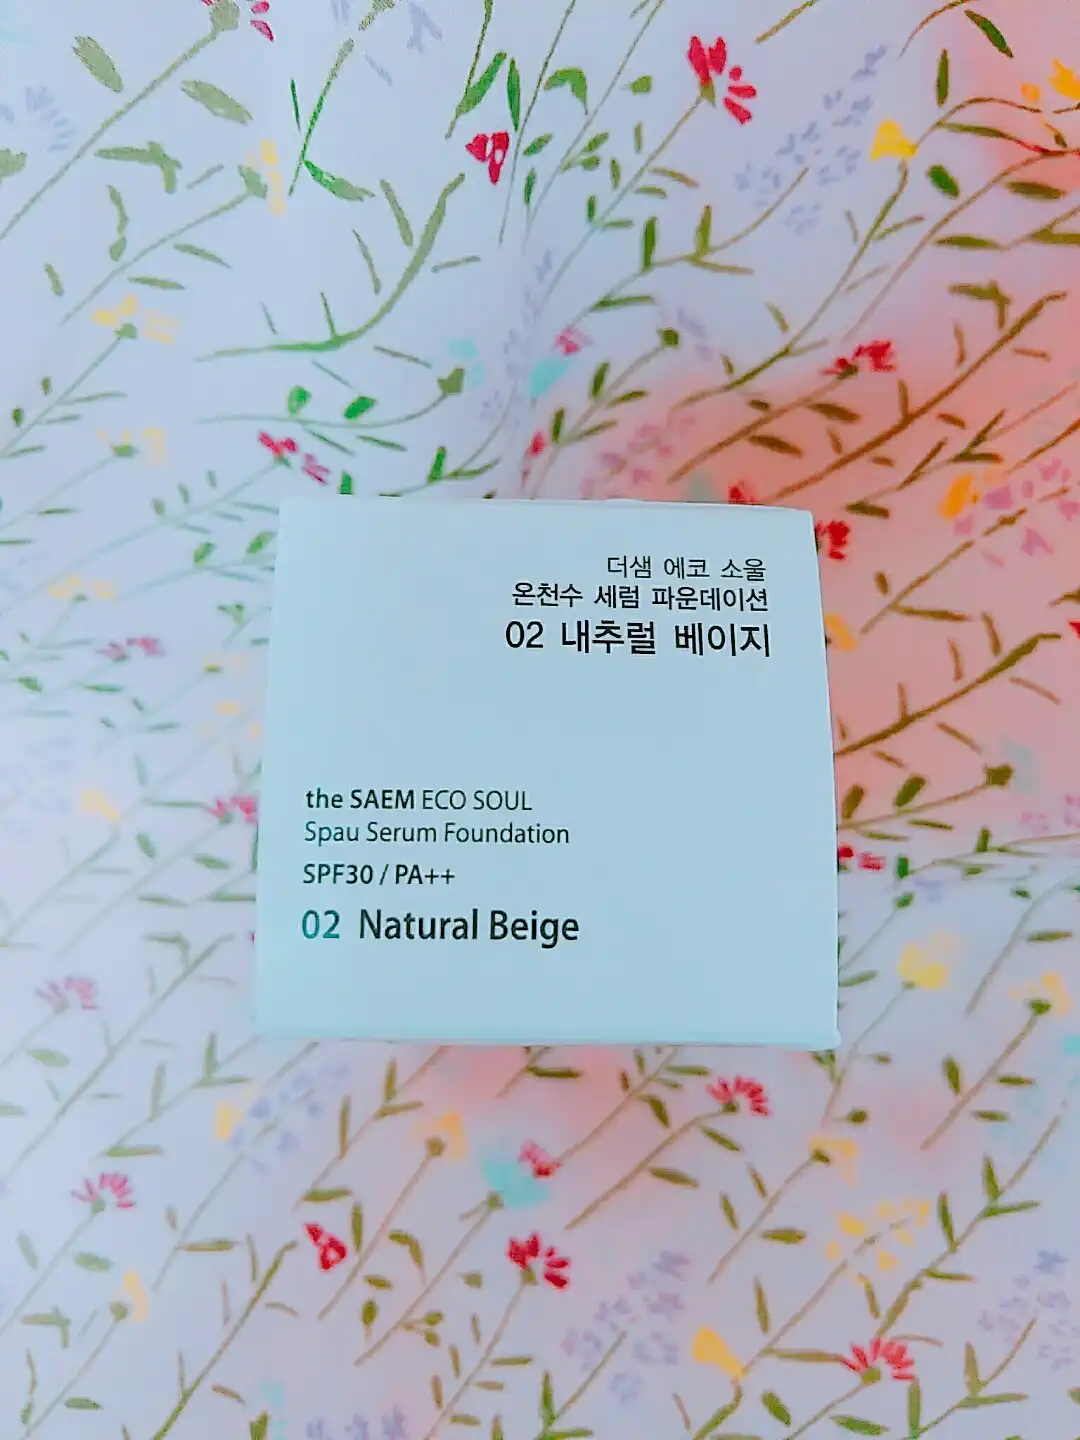 더샘 에코 소울
온천수 세럼 파운데이션
02 내추럴 베이지
the SAEM ECO SOUL
Spau Serum Foundation
SPF30 / PA++
02 Natural Beige